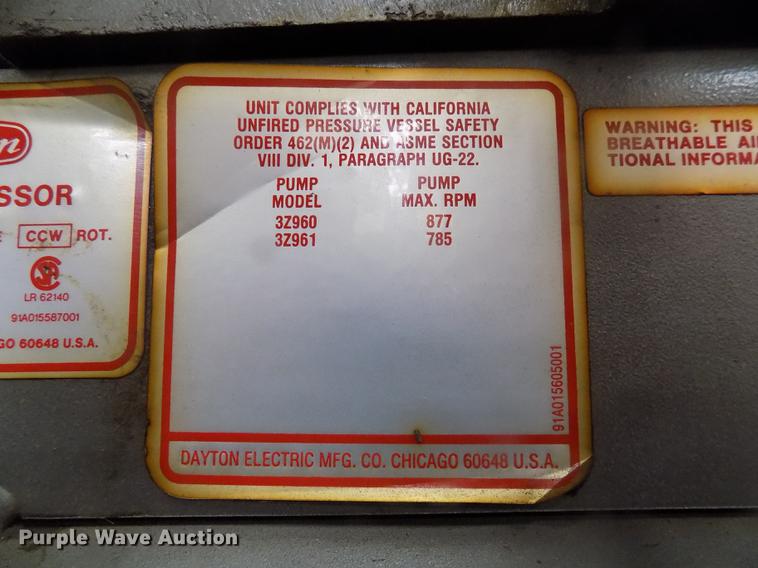 SSOR
CCW ROT.
LR 62140
91A015587001
GO 60648 U.S.A.
UNIT COMPLIES WITH CALIFORNIA
UNFIRED PRESSURE VESSEL SAFETY
ORDER 462(M)(2) AND ASME SECTION
VIII DIV. 1, PARAGRAPH UG-22.
PUMP PUMP
MODEL MAX. RPM
3Z960 877
3Z961 785
91A015605001
DAYTON ELECTRIC MFG. CO. CHICAGO 60648 U.S.A.
WARNING: THIS
BREATHABLE AI
TIONAL INFORMA
Purple Wave Auction